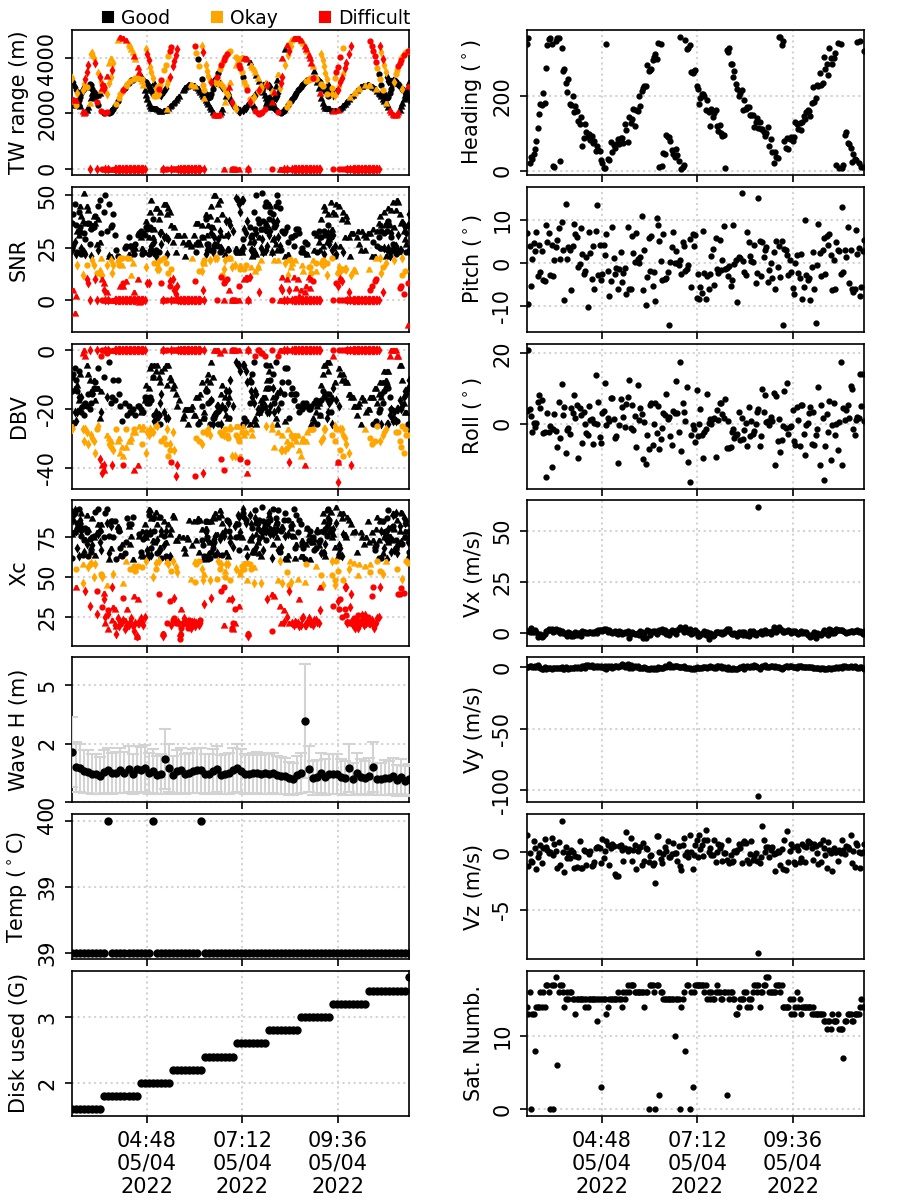 Good Okay Difficult
TW range (m)
4000
2000
0
Heading (°)
200
0
SNR
50
25
0
Pitch (°)
10
0
-10
DBV
0
-20
-40
Roll (°)
20
0
Xc
75
50
25
Vx (m/s)
50
25
0
Wave H (m)
5
2
Vy (m/s)
0
-50
-100
Temp (°C)
400
39
39
Vz (m/s)
0
-5
Disk used (G)
3
2
Sat. Numb.
10
0
04:48 07:12 09:36
05/04 05/04 05/04
2022 2022 2022
04:48 07:12 09:36
05/04 05/04 05/04
2022 2022 2022